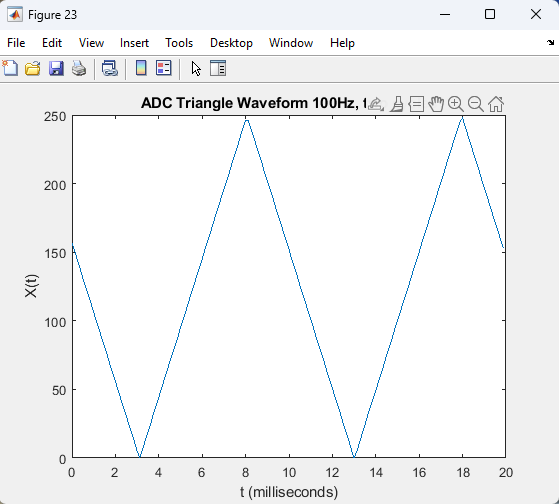 Figure 23
File Edit View Insert Tools Desktop Window Help
ADC Triangle Waveform 100Hz,
250
200
150
100
50
0
X(t)
0 2 4 6 8 10 12 14 16 18 20
t (milliseconds)